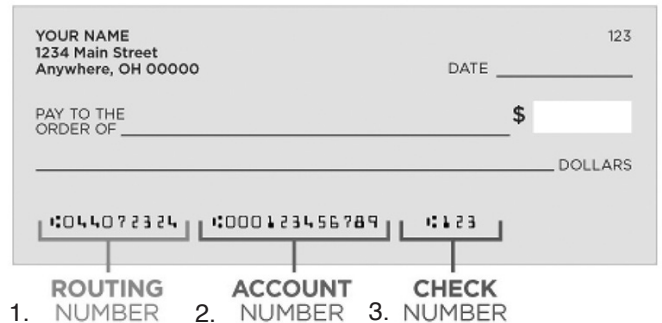 YOUR NAME 123
1234 Main Street
Anywhere, OH 00000
DATE
PAY TO THE
ORDER OF $
DOLLARS
⑆044072324 ⑆000123456789 ⑆123
ROUTING ACCOUNT CHECK
1. NUMBER 2. NUMBER 3. NUMBER